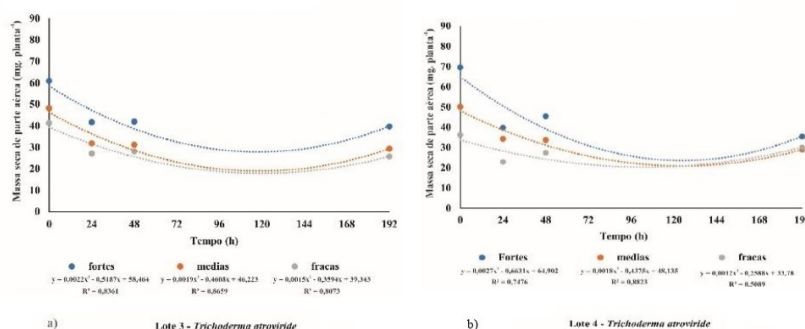 90
80
70
60
50
40
30
20
10
0
Massa seca de parte aérea (mg. planta⁻¹)
0 24 48 72 96 120 144 168 192
Tempo (h)
fortes medias fracas
y = 0,0022x² - 0,5187x + 58,464 y = 0,0019x² - 0,4608x + 46,223 y = 0,0015x² - 0,3594x + 39,343
R² = 0,8361 R² = 0,8659 R² = 0,8073
a) Lote 3 - Trichoderma atroviride
90
80
70
60
50
40
30
20
10
0
Massa seca de parte aérea (mg. planta⁻¹)
0 24 48 72 96 120 144 168 192
Tempo (h)
Fortes medias fracas
y = 0,0027x² - 0,6631x + 64,902 y = 0,0018x² - 0,4375x + 48,135 y = 0,0012x² - 0,2588x + 33,78
R² = 0,7476 R² = 0,8823 R² = 0,5089
b) Lote 4 - Trichoderma atroviride